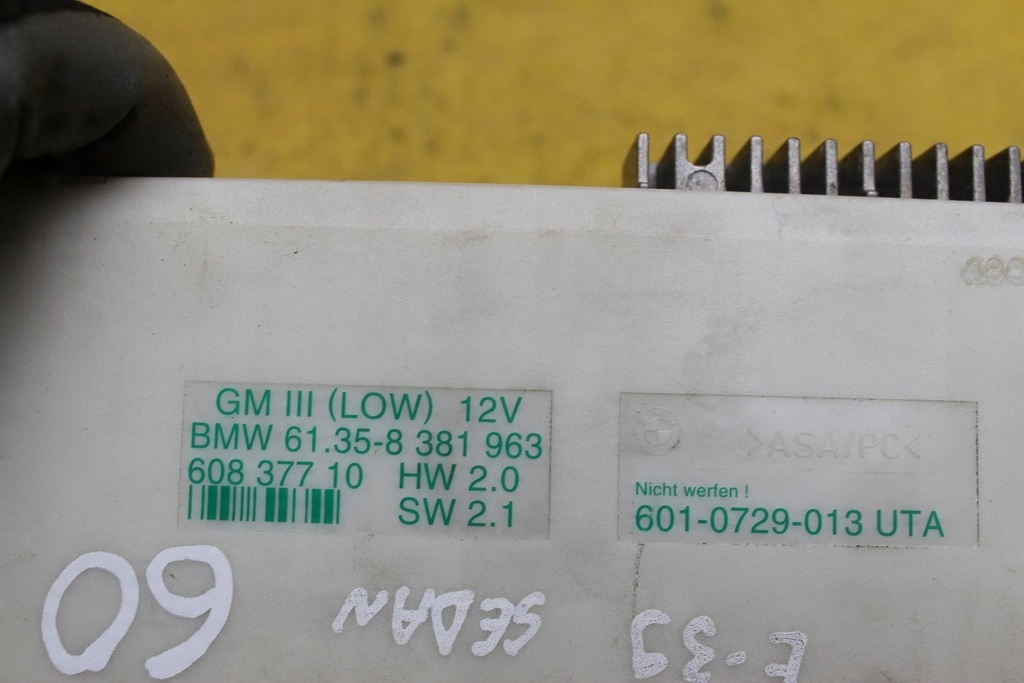 GM III (LOW) 12V
BMW 61.35-8 381 963
608 377 10 HW 2.0
SW 2.1
>ASA/PC<
Nicht werfen !
601-0729-013 UTA
E-39 SEDAN 60